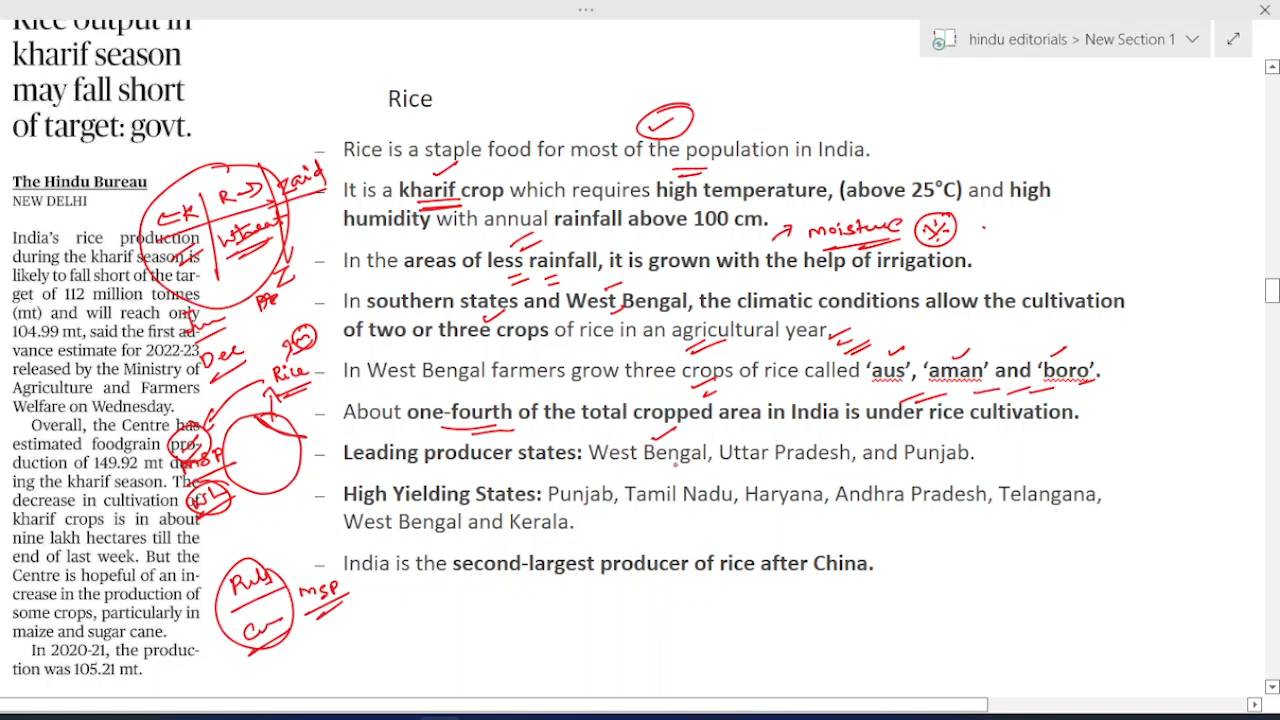 Rice output in
kharif season
may fall short
of target: govt.
The Hindu Bureau
NEW DELHI
India's rice production
during the kharif season is
likely to fall short of the tar-
get of 112 million tonnes
(mt) and will reach only
104.99 mt, said the first ad-
vance estimate for 2022-23
released by the Ministry of
Agriculture and Farmers
Welfare on Wednesday.
Overall, the Centre has
estimated foodgrain pro-
duction of 149.92 mt dur-
ing the kharif season. The
decrease in cultivation of
kharif crops is in about
nine lakh hectares till the
end of last week. But the
Centre is hopeful of an in-
crease in the production of
some crops, particularly in
maize and sugar cane.
In 2020-21, the produc-
tion was 105.21 mt.
K R zaid
wheat
Dec
Rice
MSP
WL
MSP
hindu editorials > New Section 1
Rice
– Rice is a staple food for most of the population in India.
– It is a kharif crop which requires high temperature, (above 25°C) and high
humidity with annual rainfall above 100 cm.
moisture
– In the areas of less rainfall, it is grown with the help of irrigation.
– In southern states and West Bengal, the climatic conditions allow the cultivation
of two or three crops of rice in an agricultural year.
– In West Bengal farmers grow three crops of rice called ‘aus’, ‘aman’ and ‘boro’.
– About one-fourth of the total cropped area in India is under rice cultivation.
– Leading producer states: West Bengal, Uttar Pradesh, and Punjab.
– High Yielding States: Punjab, Tamil Nadu, Haryana, Andhra Pradesh, Telangana,
West Bengal and Kerala.
– India is the second-largest producer of rice after China.